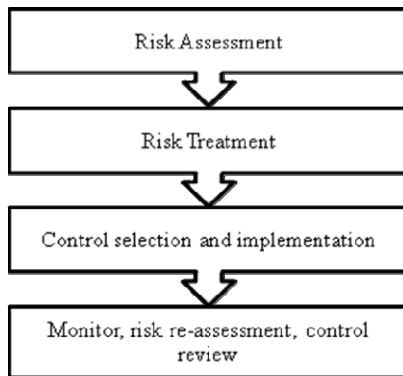 Risk Assessment
Risk Treatment
Control selection and implementation
Monitor, risk re-assessment, control
review